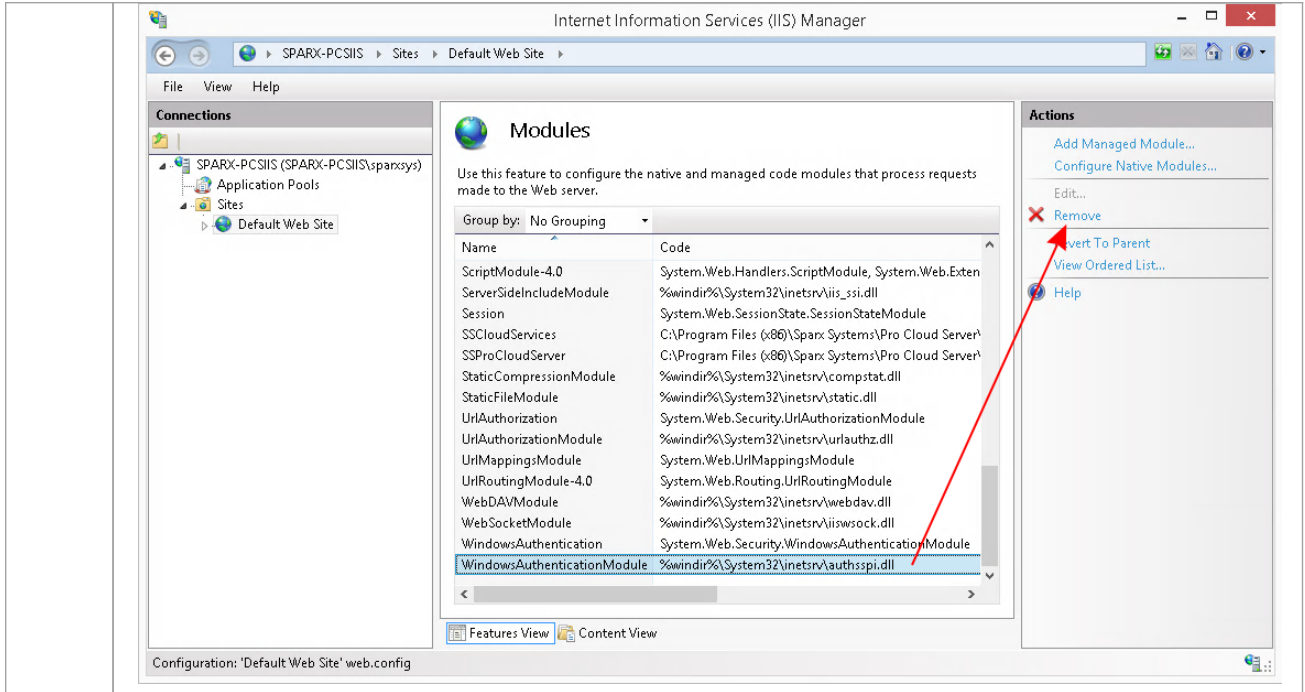 Internet Information Services (IIS) Manager
SPARX-PCSIIS Sites Default Web Site
File View Help
Connections
SPARX-PCSIIS (SPARX-PCSIIS\sparxsys)
Application Pools
Sites
Default Web Site
Modules
Use this feature to configure the native and managed code modules that process requests
made to the Web server.
Group by: No Grouping
Name Code
ScriptModule-4.0 System.Web.Handlers.ScriptModule, System.Web.Exten
ServerSideIncludeModule %windir%\System32\inetsrv\iis_ssi.dll
Session System.Web.SessionState.SessionStateModule
SSCloudServices C:\Program Files (x86)\Sparx Systems\Pro Cloud Server\
SSProCloudServer C:\Program Files (x86)\Sparx Systems\Pro Cloud Server\
StaticCompressionModule %windir%\System32\inetsrv\compstat.dll
StaticFileModule %windir%\System32\inetsrv\static.dll
UrlAuthorization System.Web.Security.UrlAuthorizationModule
UrlAuthorizationModule %windir%\System32\inetsrv\urlauthz.dll
UrlMappingsModule System.Web.UrlMappingsModule
UrlRoutingModule-4.0 System.Web.Routing.UrlRoutingModule
WebDAVModule %windir%\System32\inetsrv\webdav.dll
WebSocketModule %windir%\System32\inetsrv\iiswsock.dll
WindowsAuthentication System.Web.Security.WindowsAuthenticationModule
WindowsAuthenticationModule %windir%\System32\inetsrv\authsspi.dll
Features View Content View
Actions
Add Managed Module...
Configure Native Modules...
Edit...
Remove
Revert To Parent
View Ordered List...
Help
Configuration: 'Default Web Site' web.config